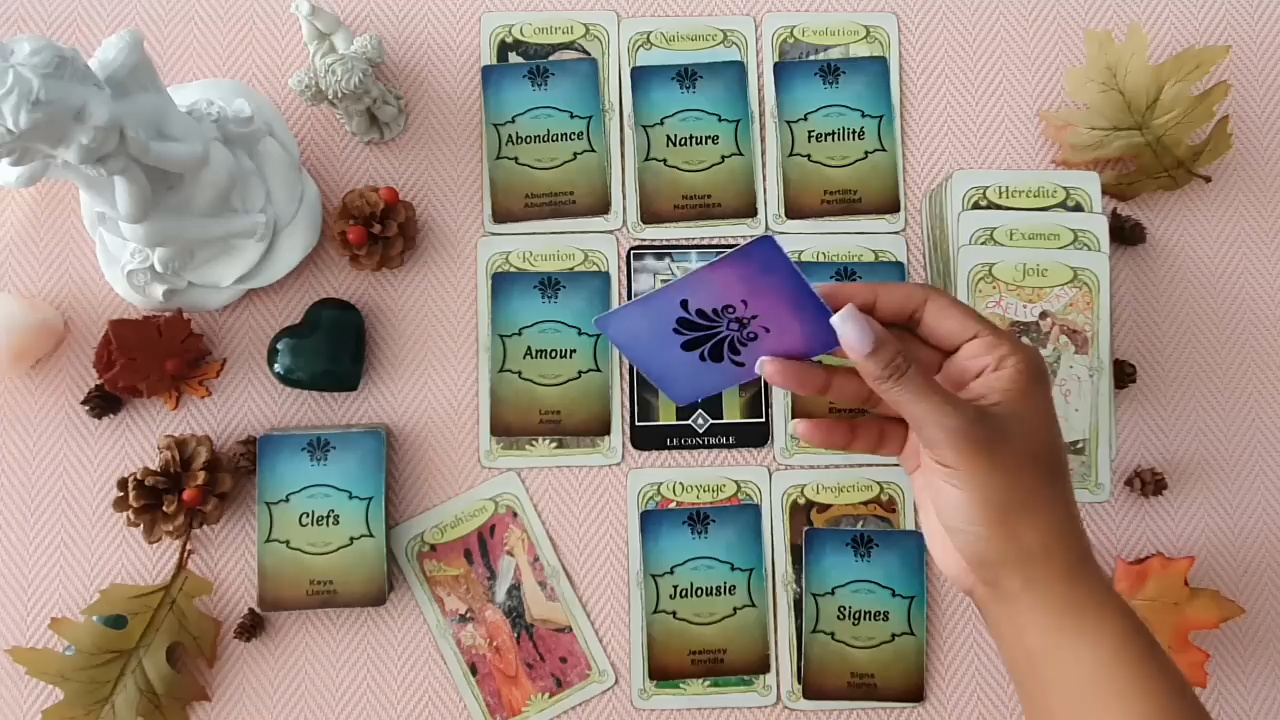 Contrat
Abondance
Abundance
Abundancia
Naissance
Nature
Nature
Naturaleza
Evolution
Fertilité
Fertility
Fertilidad
Hérédité
Examen
Joie
Reunion
Amour
Love
Amor
LE CONTRÔLE
Victoire
Clefs
Keys
Llaves
Trahison
Voyage
Jalousie
Jealousy
Envidia
Projection
Signes
Signs